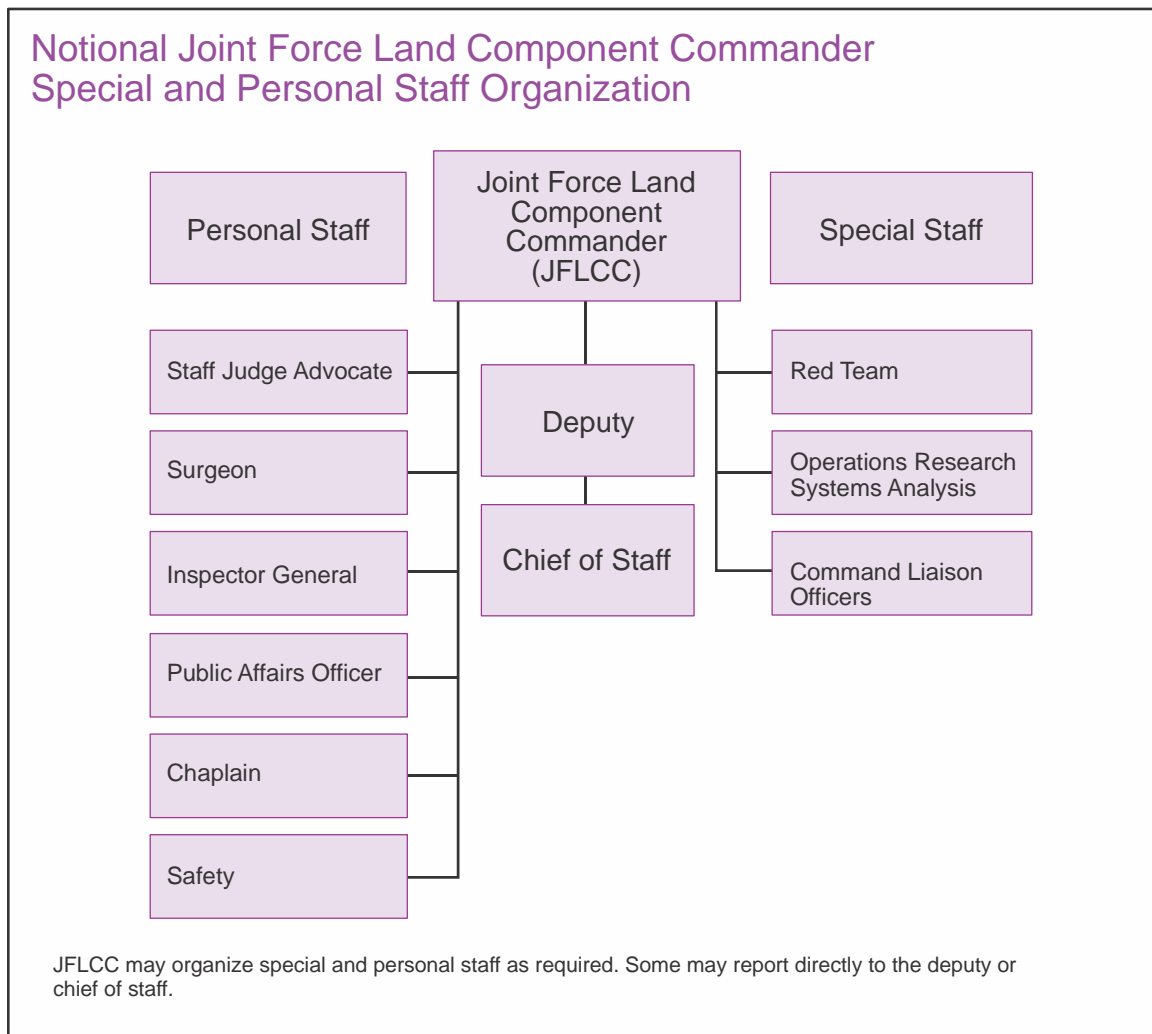 Notional Joint Force Land Component Commander
Special and Personal Staff Organization
Personal Staff
Joint Force Land
Component
Commander
(JFLCC)
Special Staff
Staff Judge Advocate
Surgeon
Inspector General
Public Affairs Officer
Chaplain
Safety
Deputy
Chief of Staff
Red Team
Operations Research
Systems Analysis
Command Liaison
Officers
JFLCC may organize special and personal staff as required. Some may report directly to the deputy or
chief of staff.